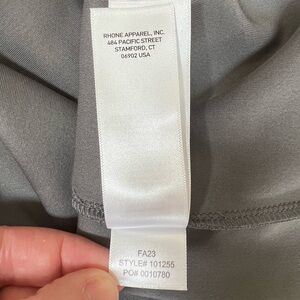 RHONE APPAREL, INC.
484 PACIFIC STREET
STAMFORD, CT
06902 USA
FA23
STYLE# 101255
PO# 0010780